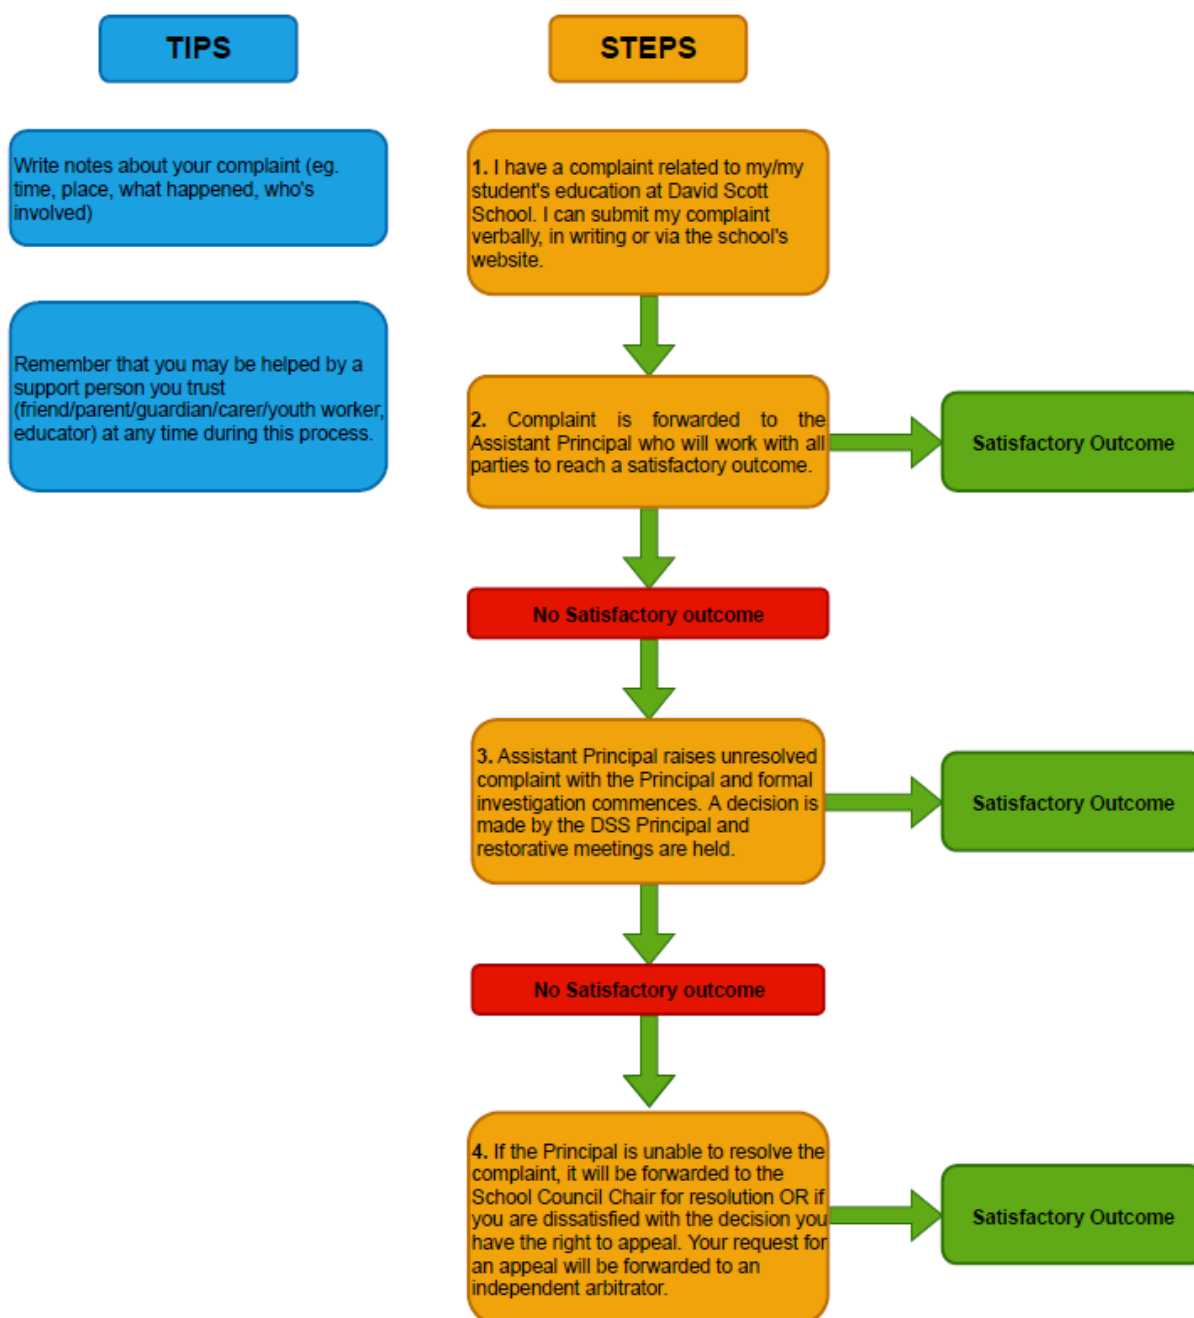 TIPS
STEPS
Write notes about your complaint (eg.
time, place, what happened, who's
involved)
Remember that you may be helped by a
support person you trust
(friend/parent/guardian/carer/youth worker,
educator) at any time during this process.
1. I have a complaint related to my/my
student's education at David Scott
School. I can submit my complaint
verbally, in writing or via the school's
website.
2. Complaint is forwarded to the
Assistant Principal who will work with all
parties to reach a satisfactory outcome.
Satisfactory Outcome
No Satisfactory outcome
3. Assistant Principal raises unresolved
complaint with the Principal and formal
investigation commences. A decision is
made by the DSS Principal and
restorative meetings are held.
Satisfactory Outcome
No Satisfactory outcome
4. If the Principal is unable to resolve the
complaint, it will be forwarded to the
School Council Chair for resolution OR if
you are dissatisfied with the decision you
have the right to appeal. Your request for
an appeal will be forwarded to an
independent arbitrator.
Satisfactory Outcome